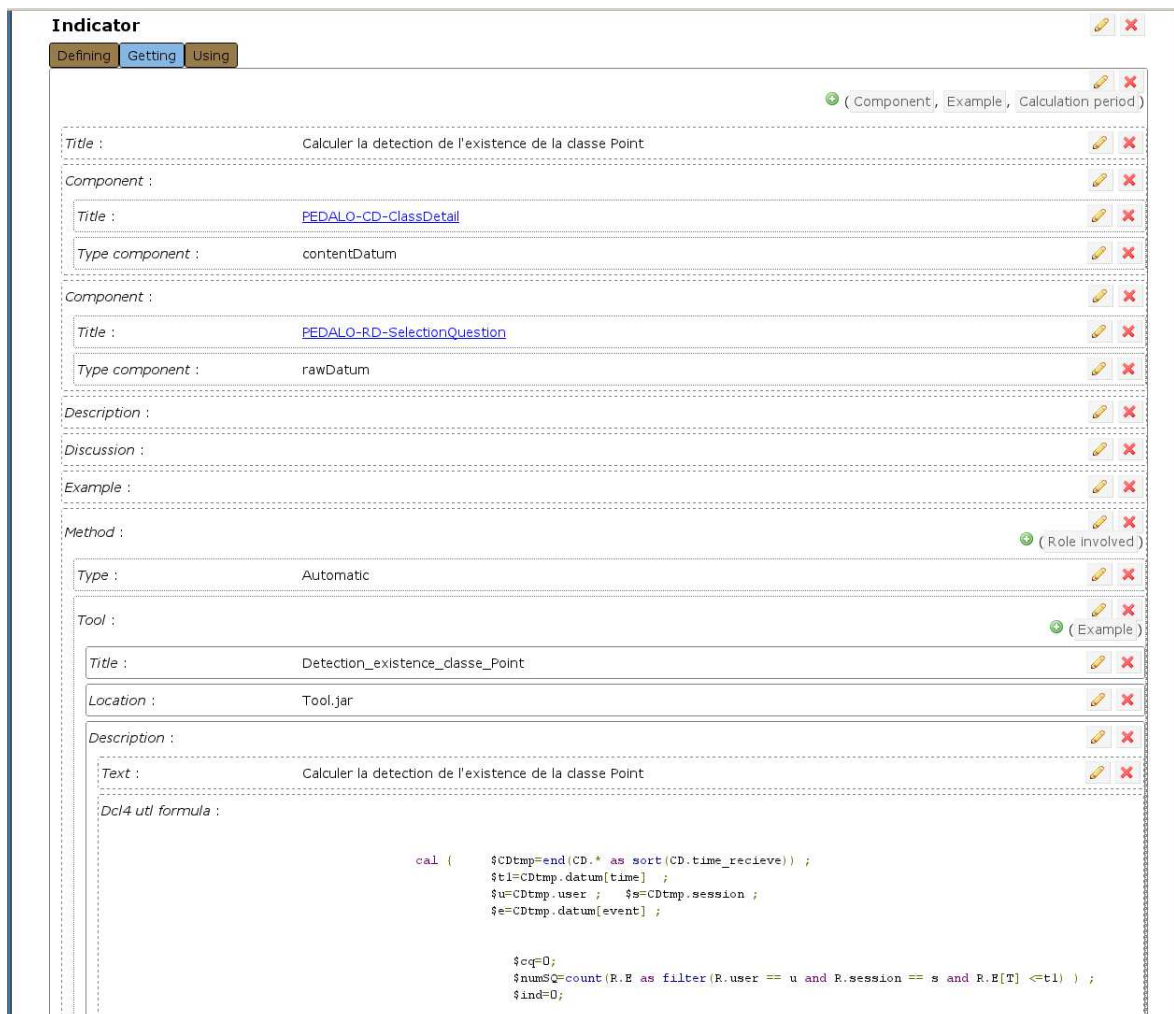 Indicator
Defining Getting Using
( Component , Example , Calculation period )
Title : Calculer la detection de l'existence de la classe Point
Component :
Title : PEDALO-CD-ClassDetail
Type component : contentDatum
Component :
Title : PEDALO-RD-SelectionQuestion
Type component : rawDatum
Description :
Discussion :
Example :
Method :
( Role involved )
Type : Automatic
Tool :
( Example )
Title : Detection_existence_classe_Point
Location : Tool.jar
Description :
Text : Calculer la detection de l'existence de la classe Point
Dcl4 utl formula :
cal ( $CDtmp=end(CD.* as sort(CD.time_recieve)) ;
$t1=CDtmp.datum[time] ;
$u=CDtmp.user ; $s=CDtmp.session ;
$e=CDtmp.datum[event] ;
$cq=0;
$numSQ=count(R.E as filter(R.user == u and R.session == s and R.E[T] <=t1) ) ;
$ind=0;